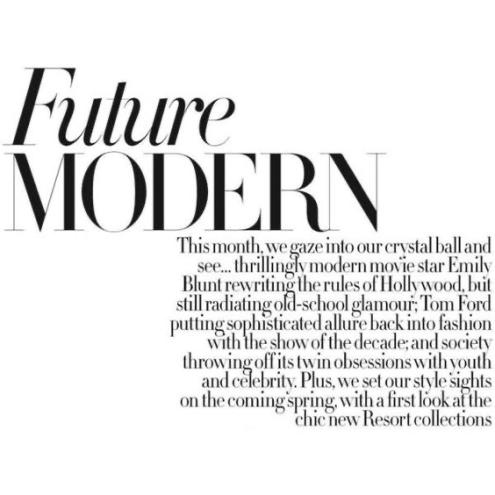 Future
MODERN
This month, we gaze into our crystal ball and
see... thrillingly modern movie star Emily
Blunt rewriting the rules of Hollywood, but
still radiating old-school glamour; Tom Ford
putting sophisticated allure back into fashion
with the show of the decade; and society
throwing off its twin obsessions with youth
and celebrity. Plus, we set our style sights
on the coming spring, with a first look at the
chic new Resort collections